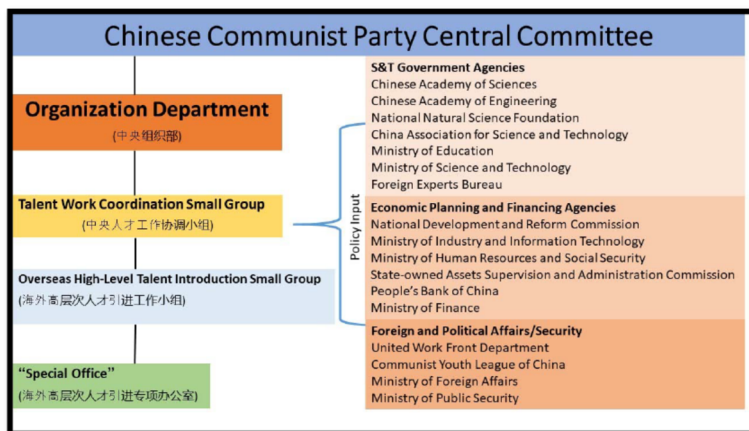 Chinese Communist Party Central Committee
Organization Department
(中央组织部)
Talent Work Coordination Small Group
(中央人才工作协调小组)
Overseas High-Level Talent Introduction Small Group
(海外高层次人才引进工作小组)
“Special Office”
(海外高层次人才引进专项办公室)
Policy Input
S&T Government Agencies
Chinese Academy of Sciences
Chinese Academy of Engineering
National Natural Science Foundation
China Association for Science and Technology
Ministry of Education
Ministry of Science and Technology
Foreign Experts Bureau
Economic Planning and Financing Agencies
National Development and Reform Commission
Ministry of Industry and Information Technology
Ministry of Human Resources and Social Security
State-owned Assets Supervision and Administration Commission
People’s Bank of China
Ministry of Finance
Foreign and Political Affairs/Security
United Work Front Department
Communist Youth League of China
Ministry of Foreign Affairs
Ministry of Public Security